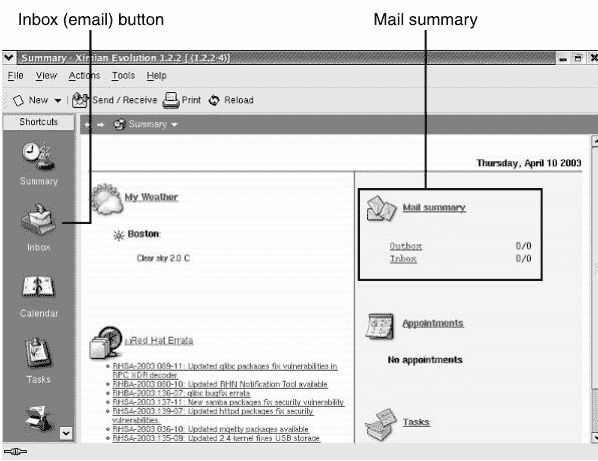 Inbox (email) button
Mail summary
Summary - Ximian Evolution 1.2.2 [ (1.2.2-4)]
File View Actions Tools Help
New Send / Receive Print Reload
Shortcuts
Summary
Thursday, April 10 2003
Summary
My Weather
Mail summary
Inbox
Boston:
Clear sky 2.0 C
Outbox 0/0
Inbox 0/0
Calendar
Appointments
Red Hat Errata
No appointments
RHSA-2003:089-11: Updated glibc packages fix vulnerabilities in
RPC XDR decoder
Tasks
RHBA-2003:080-10: Updated RHN Notification Tool available
RHBA-2003:136-07: glibc bugfix errata
RHSA-2003:137-11: New samba packages fix security vulnerability
RHSA-2003:139-07: Updated httpd packages fix security
vulnerabilities.
Tasks
RHSA-2003:036-10: Updated mgetty packages available
RHSA-2003:135-09: Updated 2.4 kernel fixes USB storage